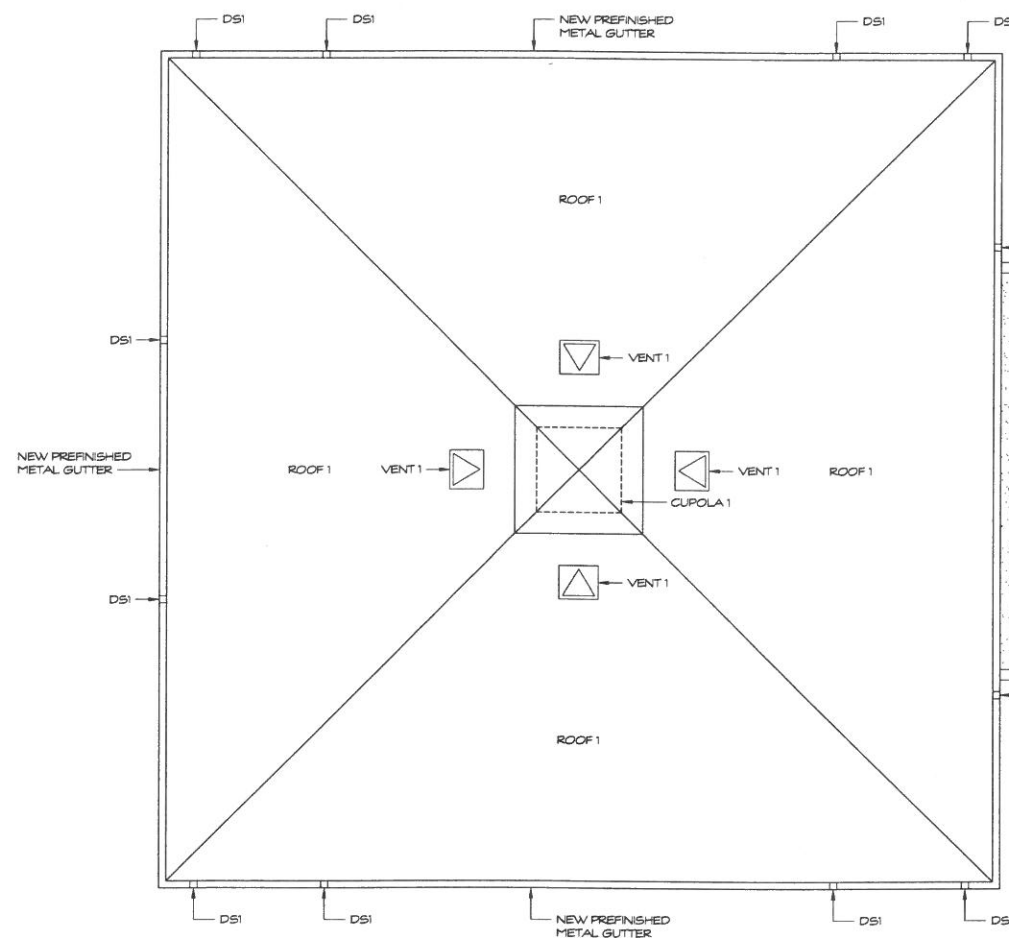 DS1
DS1
NEW PREFINISHED
METAL GUTTER
DS1
DS
ROOF 1
DS1
VENT 1
NEW PREFINISHED
METAL GUTTER
ROOF 1
VENT 1
VENT 1
ROOF 1
CUPOLA 1
VENT 1
DS1
ROOF 1
DS1
DS1
NEW PREFINISHED
METAL GUTTER
DS1
DS